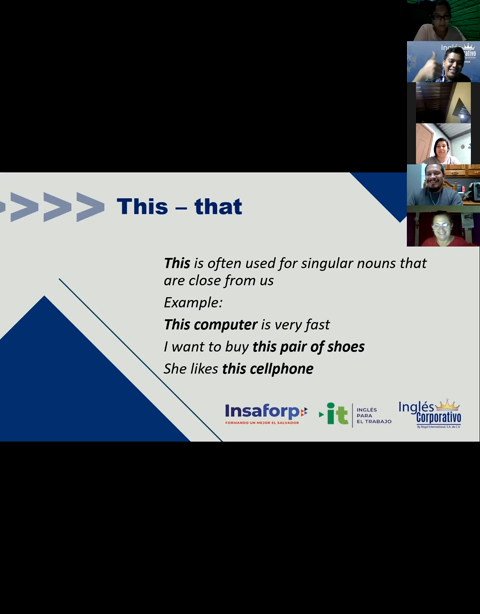 This – that
This is often used for singular nouns that
are close from us
Example:
This computer is very fast
I want to buy this pair of shoes
She likes this cellphone
Insaforp
FORMANDO UN MEJOR EL SALVADOR
it
INGLÉS
PARA
EL TRABAJO
Inglés
Corporativo